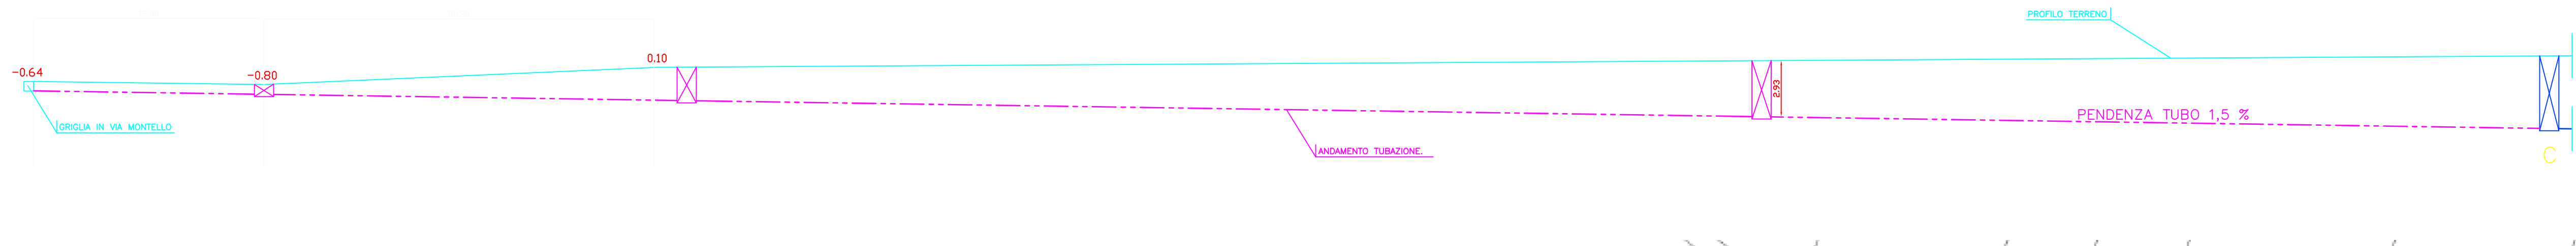 PROFILO TERRENO
0.10
-0.64
-0.80
2.93
PENDENZA TUBO 1,5 %
GRIGLIA IN VIA MONTELLO
ANDAMENTO TUBAZIONE.
C